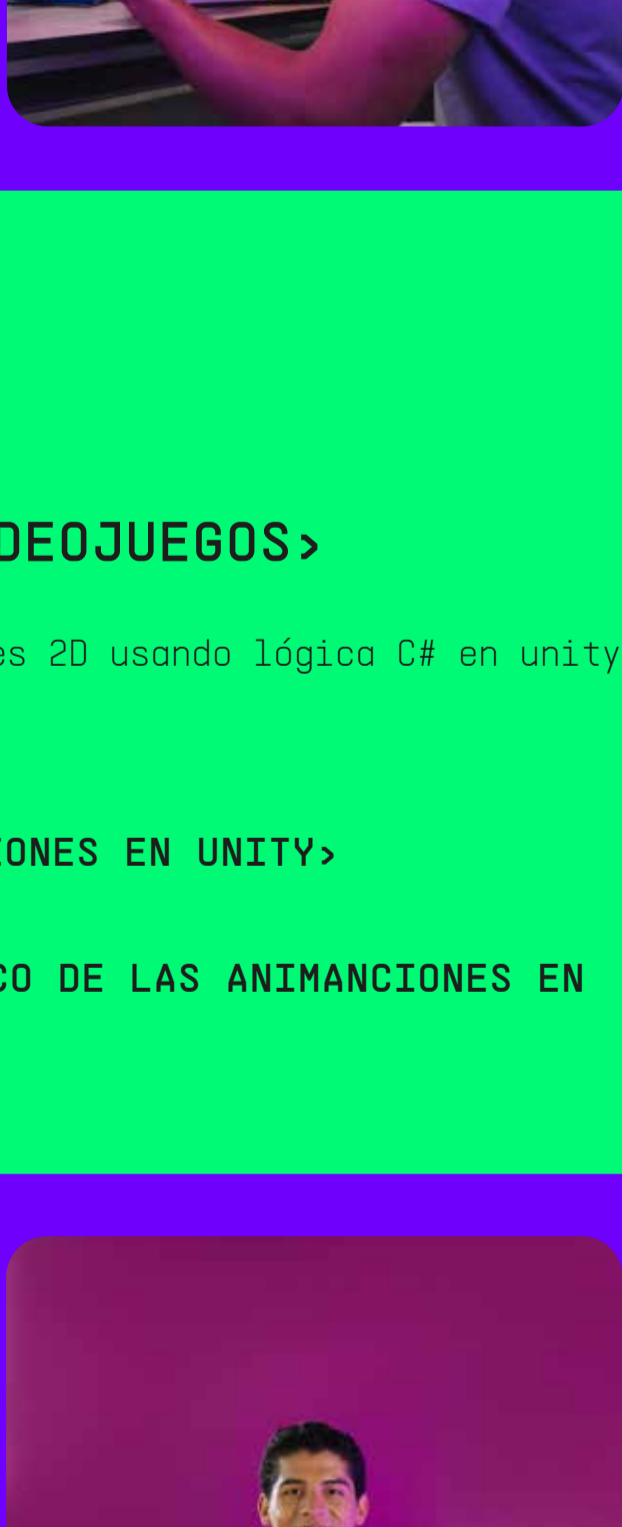 DEOJUEGOS>
es 2D usando lógica C# en unity
IONES EN UNITY>
CO DE LAS ANIMANCIONES EN